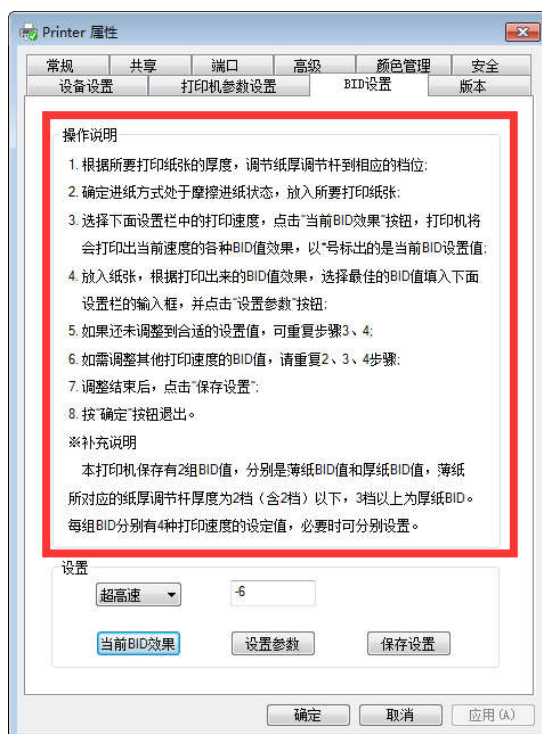 Printer 属性
常规 共享 端口 高级 颜色管理 安全
设备设置 打印机参数设置 BID设置 版本
操作说明
1. 根据所要打印纸张的厚度，调节纸厚调节杆到相应的档位;
2. 确定进纸方式处于摩擦进纸状态，放入所要打印纸张;
3. 选择下面设置栏中的打印速度，点击"当前BID效果"按钮，打印机将
会打印出当前速度的各种BID值效果，以*号标出的是当前BID设置值;
4. 放入纸张，根据打印出来的BID值效果，选择最佳的BID值填入下面
设置栏的输入框，并点击"设置参数"按钮;
5. 如果还未调整到合适的设置值，可重复步骤3、4;
6. 如需调整其他打印速度的BID值，请重复2、3、4步骤;
7. 调整结束后，点击"保存设置";
8. 按"确定"按钮退出。
※补充说明
本打印机保存有2组BID值，分别是薄纸BID值和厚纸BID值，薄纸
所对应的纸厚调节杆厚度为2档（含2档）以下，3档以上为厚纸BID。
每组BID分别有4种打印速度的设定值，必要时可分别设置。
设置
超高速 -6
当前BID效果 设置参数 保存设置
确定 取消 应用(A)